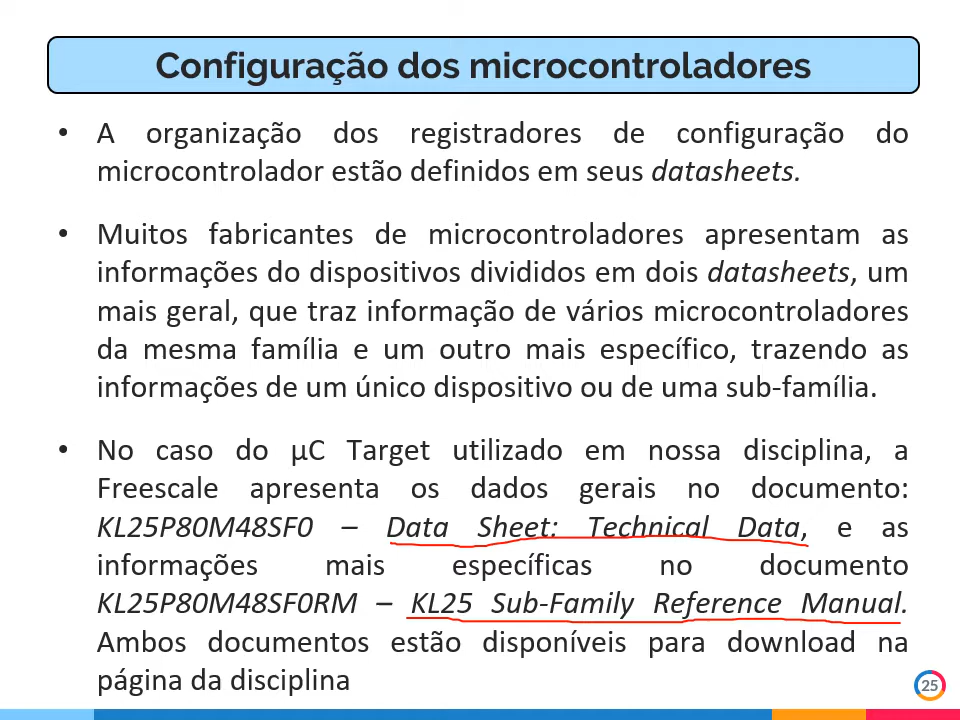 Configuração dos microcontroladores
• A organização dos registradores de configuração do
microcontrolador estão definidos em seus datasheets.
• Muitos fabricantes de microcontroladores apresentam as
informações do dispositivos divididos em dois datasheets, um
mais geral, que traz informação de vários microcontroladores
da mesma família e um outro mais específico, trazendo as
informações de um único dispositivo ou de uma sub-família.
• No caso do µC Target utilizado em nossa disciplina, a
Freescale apresenta os dados gerais no documento:
KL25P80M48SF0 – Data Sheet: Technical Data, e as
informações mais específicas no documento
KL25P80M48SF0RM – KL25 Sub-Family Reference Manual.
Ambos documentos estão disponíveis para download na
página da disciplina
25